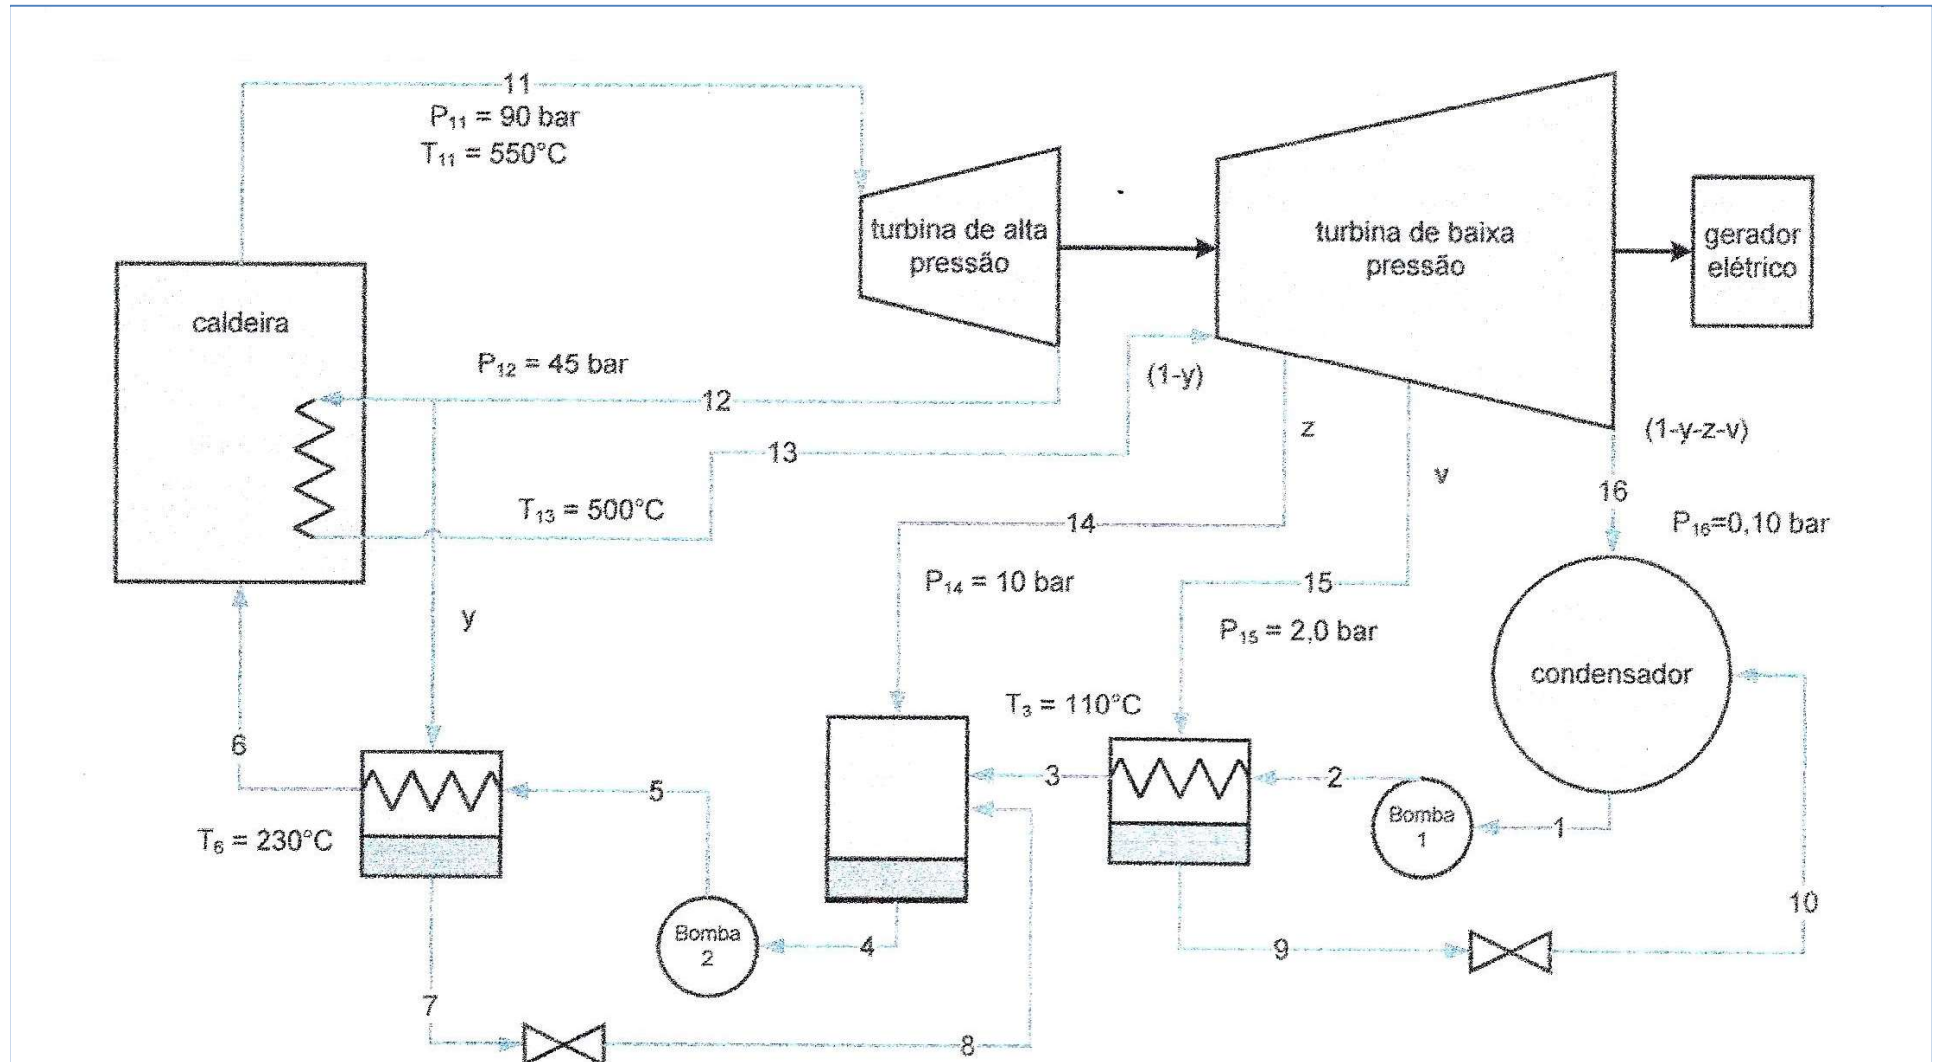 11
P₁₁ = 90 bar
T₁₁ = 550°C
turbina de alta
pressão
turbina de baixa
pressão
gerador
elétrico
caldeira
P₁₂ = 45 bar
12
(1-y)
z
(1-y-z-v)
13
v
T₁₃ = 500°C
14
16
P₁₆=0,10 bar
P₁₄ = 10 bar
15
y
P₁₅ = 2,0 bar
condensador
T₃ = 110°C
6
5
3
2
Bomba
1
1
T₆ = 230°C
10
Bomba
2
4
9
7
8